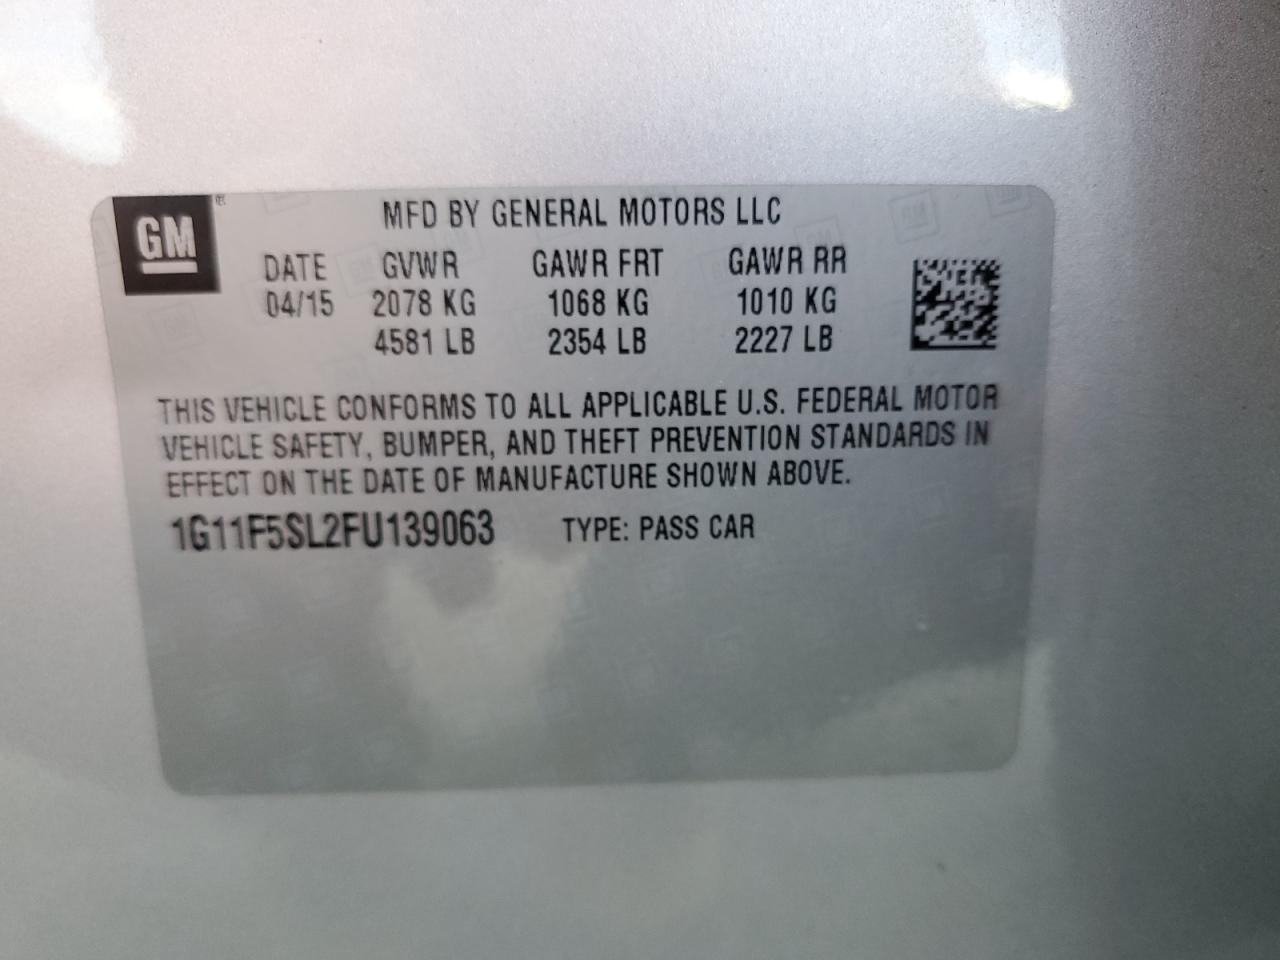 GM
MFD BY GENERAL MOTORS LLC
DATE GVWR GAWR FRT GAWR RR
04/15 2078 KG 1068 KG 1010 KG
4581 LB 2354 LB 2227 LB
THIS VEHICLE CONFORMS TO ALL APPLICABLE U.S. FEDERAL MOTOR
VEHICLE SAFETY, BUMPER, AND THEFT PREVENTION STANDARDS IN
EFFECT ON THE DATE OF MANUFACTURE SHOWN ABOVE.
1G11F5SL2FU139063 TYPE: PASS CAR